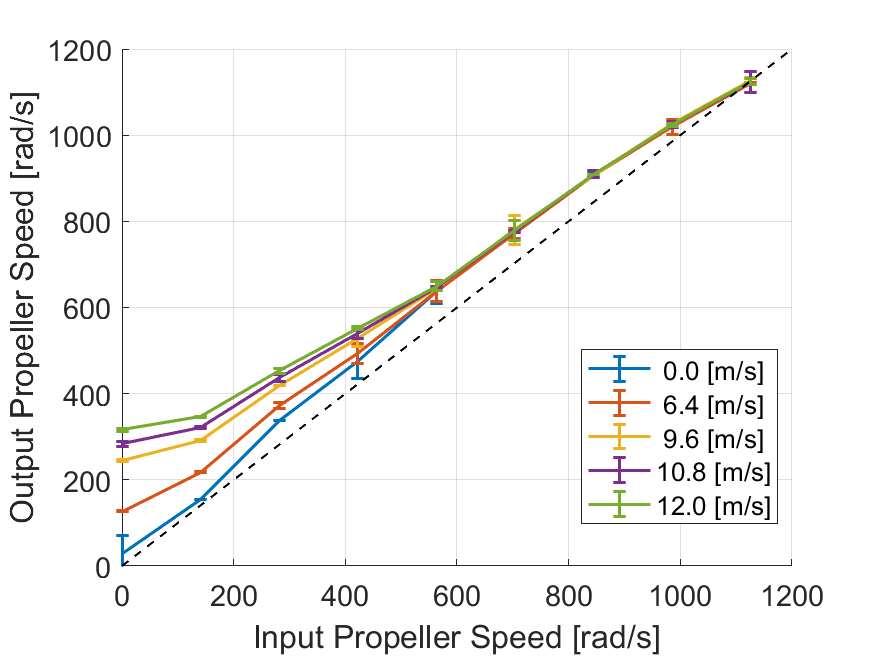 Output Propeller Speed [rad/s]
1200
1000
800
600
400
200
0
0.0 [m/s]
6.4 [m/s]
9.6 [m/s]
10.8 [m/s]
12.0 [m/s]
0 200 400 600 800 1000 1200
Input Propeller Speed [rad/s]